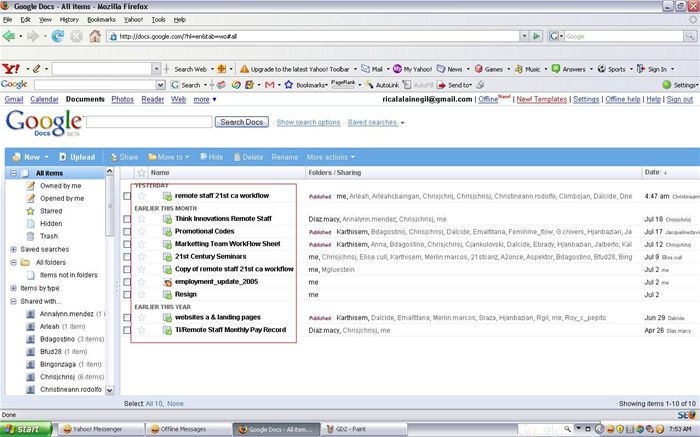 Google Docs - All items - Mozilla Firefox
File Edit View History Bookmarks Yahoo! Tools Help
http://docs.google.com/?hl=en&tab=wo#all
Google
Search Web Upgrade to the latest Yahoo! Toolbar Mail My Yahoo! News Games Music Answers Sports Sign In
Google Search Bookmarks PageRank AutoLink AutoFill Send to Settings
Gmail Calendar Documents Photos Reader Web more ricalalainegil@gmail.com | Offline New! | New! Templates | Settings | Offline help | Help | Sign out
Google Docs BETA Search Docs Show search options Saved searches
New Upload Share Move to Hide Delete Rename More actions
All items
Owned by me
Opened by me
Starred
Hidden
Trash
Saved searches
All folders
Items not in folders
Items by type
Shared with...
Annalynn.mendez (1 item)
Arleah (1 item)
Bdagostino (3 items)
Bfud28 (1 item)
Bingonzaga (1 item)
Chrisjchrisj (6 items)
Christineann.rodolfo
Name Folders / Sharing Date
YESTERDAY
remote staff 21st ca workflow Published me, Arleah, Arleahcbaingan, Chrisjchrij, Chrisjchrisj, Christineann.rodolfo, Climbojan, Dalcide, Dne 4:47 am Chrisjchrisj
EARLIER THIS MONTH
Think Innovations Remote Staff Diaz.macy, Annalynn.mendez, Chrisjchrisj, me Jul 18 Chrisjchrisj
Promotional Codes Published Karthisem, Bdagostino, Chrisjchrisj, Dalcide, Emalfitana, Feminine_flow, G.chizen, Hjanbazian, Ja Jul 17
Marketting Team WorkFlow Sheet Published Karthisem, Anna, Bdagostino, Chrisjchrisj, Cjankulovski, Dalcide, Ebrady, Hjanbazian, Jalberto, Kal Jul 17 Chrisjchrisj
21st Century Seminars Published me, Chrisjchrisj, Elise.cull, Karthisem, Merlin.marcos, 21stcanz, A2once, Aspektor, Bdagostino, Bfud28, Bing Jul 9 Elise.cull
Copy of remote staff 21st ca workflow me, Mgluestein Jul 2 me
employment_update_2005 me Jul 2 me
Resign me Jul 2 me
EARLIER THIS YEAR
websites a & landing pages Published Karthisem, Dalcide, Emalfitana, Merlin.marcos, Sraza, Hjanbazian, Rgil, me, Roy_c_pepito Jun 29 Dalcide
TI/Remote Staff Monthly Pay Record Diaz.macy, Chrisjchrisj, me Apr 26 Diaz.macy
Select: All 10, None Showing items 1-10 of 10
Done
start Yahoo! Messenger Offline Messages Google Docs - All item... GD2 - Paint Google 7:53 AM